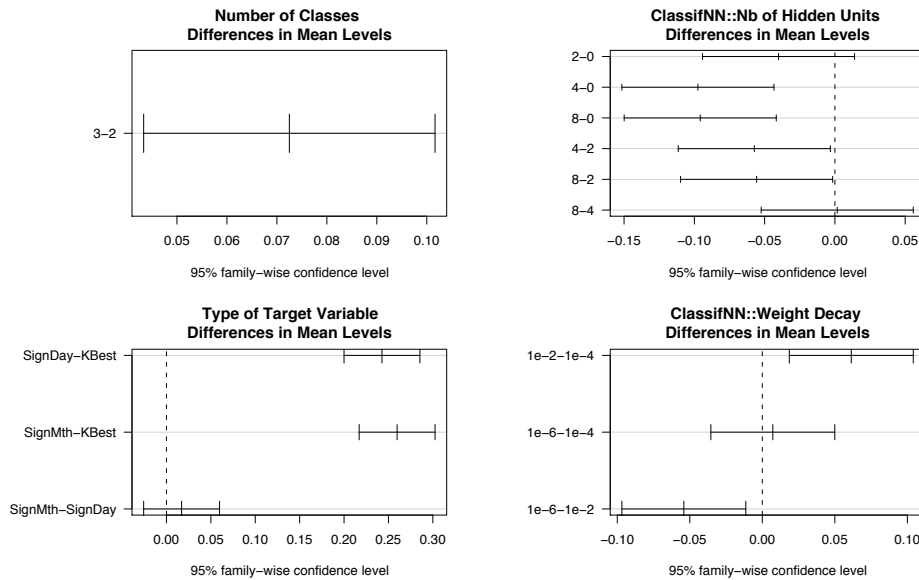 Number of Classes
Differences in Mean Levels
3−2
0.05 0.06 0.07 0.08 0.09 0.10
95% family−wise confidence level
ClassifNN::Nb of Hidden Units
Differences in Mean Levels
2−0
4−0
8−0
4−2
8−2
8−4
−0.15 −0.10 −0.05 0.00 0.05
95% family−wise confidence level
Type of Target Variable
Differences in Mean Levels
SignDay−KBest
SignMth−KBest
SignMth−SignDay
0.00 0.05 0.10 0.15 0.20 0.25 0.30
95% family−wise confidence level
ClassifNN::Weight Decay
Differences in Mean Levels
1e−2−1e−4
1e−6−1e−4
1e−6−1e−2
−0.10 −0.05 0.00 0.05 0.10
95% family−wise confidence level